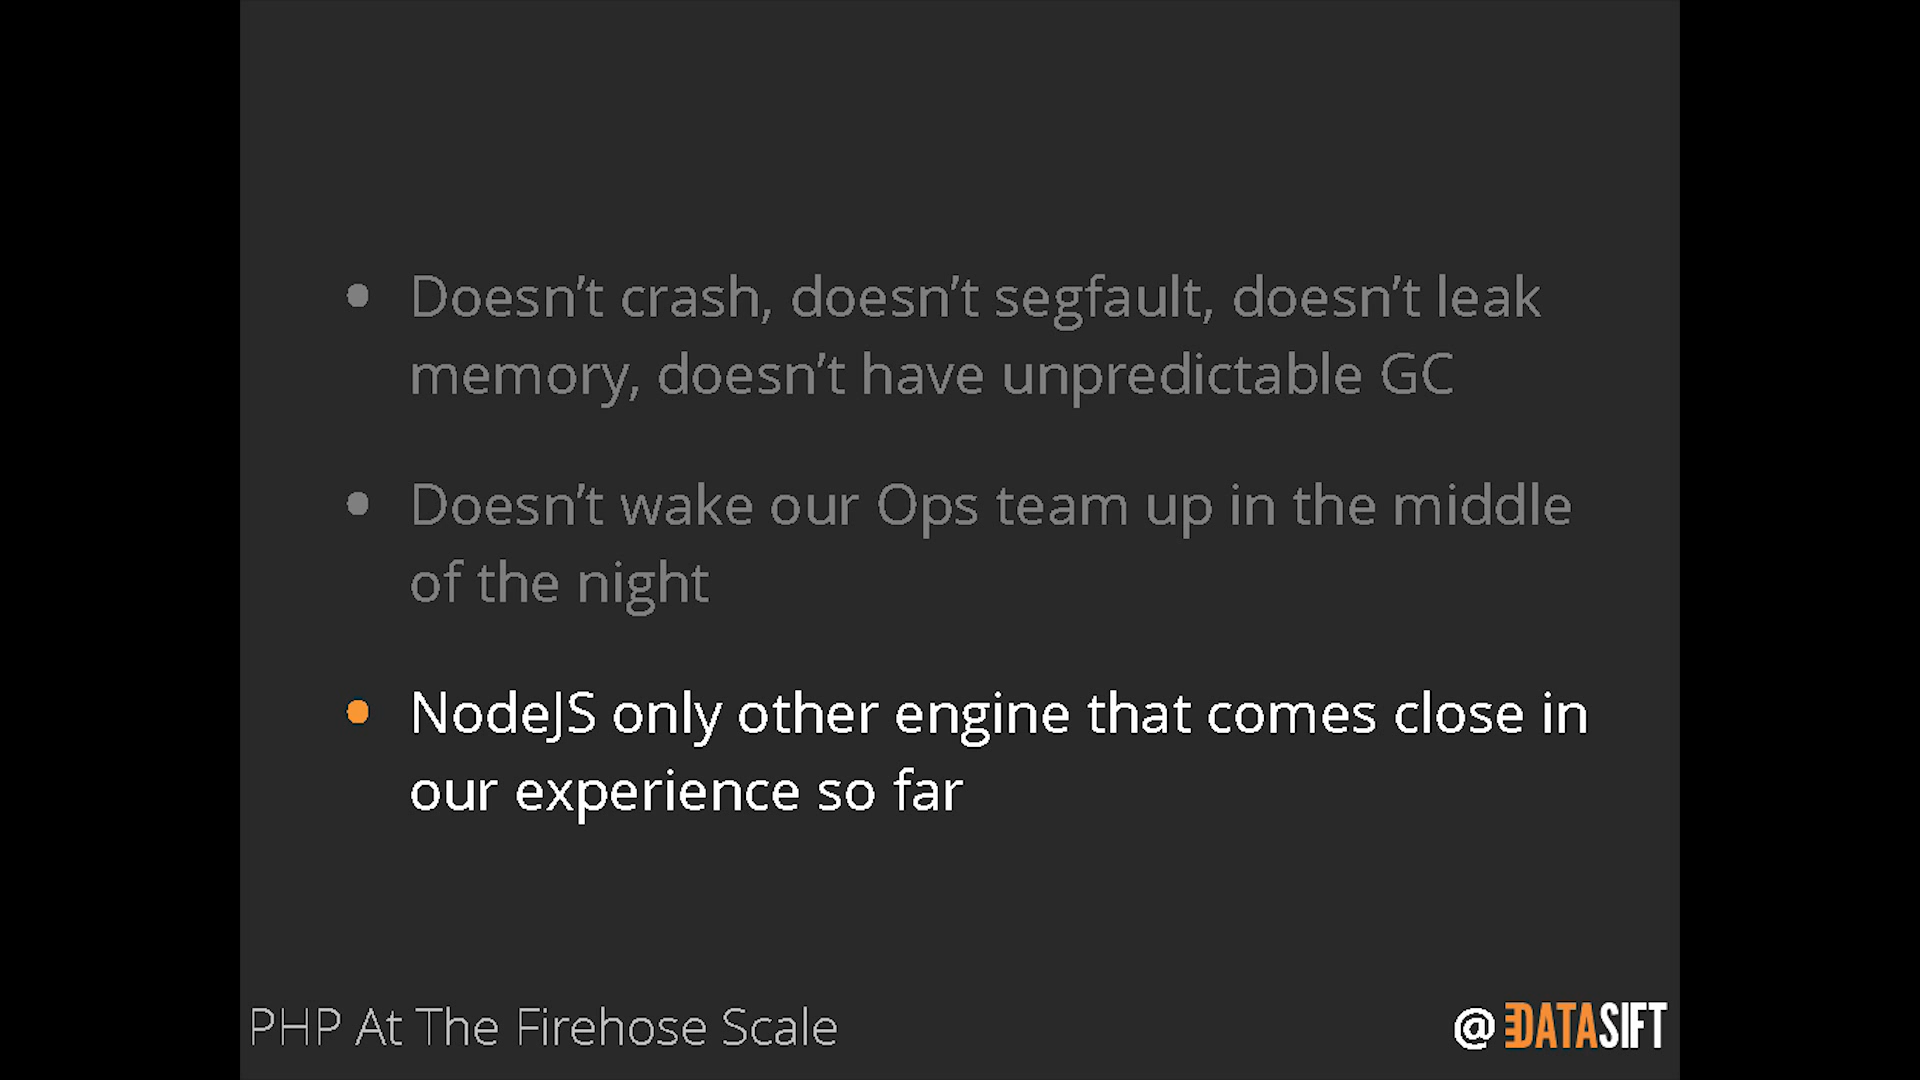 • Doesn’t crash, doesn’t segfault, doesn’t leak
memory, doesn’t have unpredictable GC
• Doesn’t wake our Ops team up in the middle
of the night
• NodeJS only other engine that comes close in
our experience so far
PHP At The Firehose Scale
@ DATASIFT